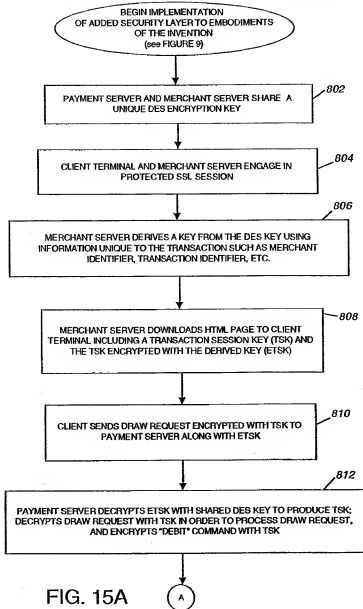 BEGIN IMPLEMENTATION
OF ADDED SECURITY LAYER TO EMBODIMENTS
OF THE INVENTION
(see FIGURE 9)
802
PAYMENT SERVER AND MERCHANT SERVER SHARE A
UNIQUE DES ENCRYPTION KEY
804
CLIENT TERMINAL AND MERCHANT SERVER ENGAGE IN
PROTECTED SSL SESSION
806
MERCHANT SERVER DERIVES A KEY FROM THE DES KEY USING
INFORMATION UNIQUE TO THE TRANSACTION SUCH AS MERCHANT
IDENTIFIER, TRANSACTION IDENTIFIER, ETC.
808
MERCHANT SERVER DOWNLOADS HTML PAGE TO CLIENT
TERMINAL INCLUDING A TRANSACTION SESSION KEY (TSK) AND
THE TSK ENCRYPTED WITH THE DERIVED KEY (ETSK)
810
CLIENT SENDS DRAW REQUEST ENCRYPTED WITH TSK TO
PAYMENT SERVER ALONG WITH ETSK
812
PAYMENT SERVER DECRYPTS ETSK WITH SHARED DES KEY TO PRODUCE TSK;
DECRYPTS DRAW REQUEST WITH TSK IN ORDER TO PROCESS DRAW REQUEST,
AND ENCRYPTS "DEBIT" COMMAND WITH TSK
A
FIG. 15A